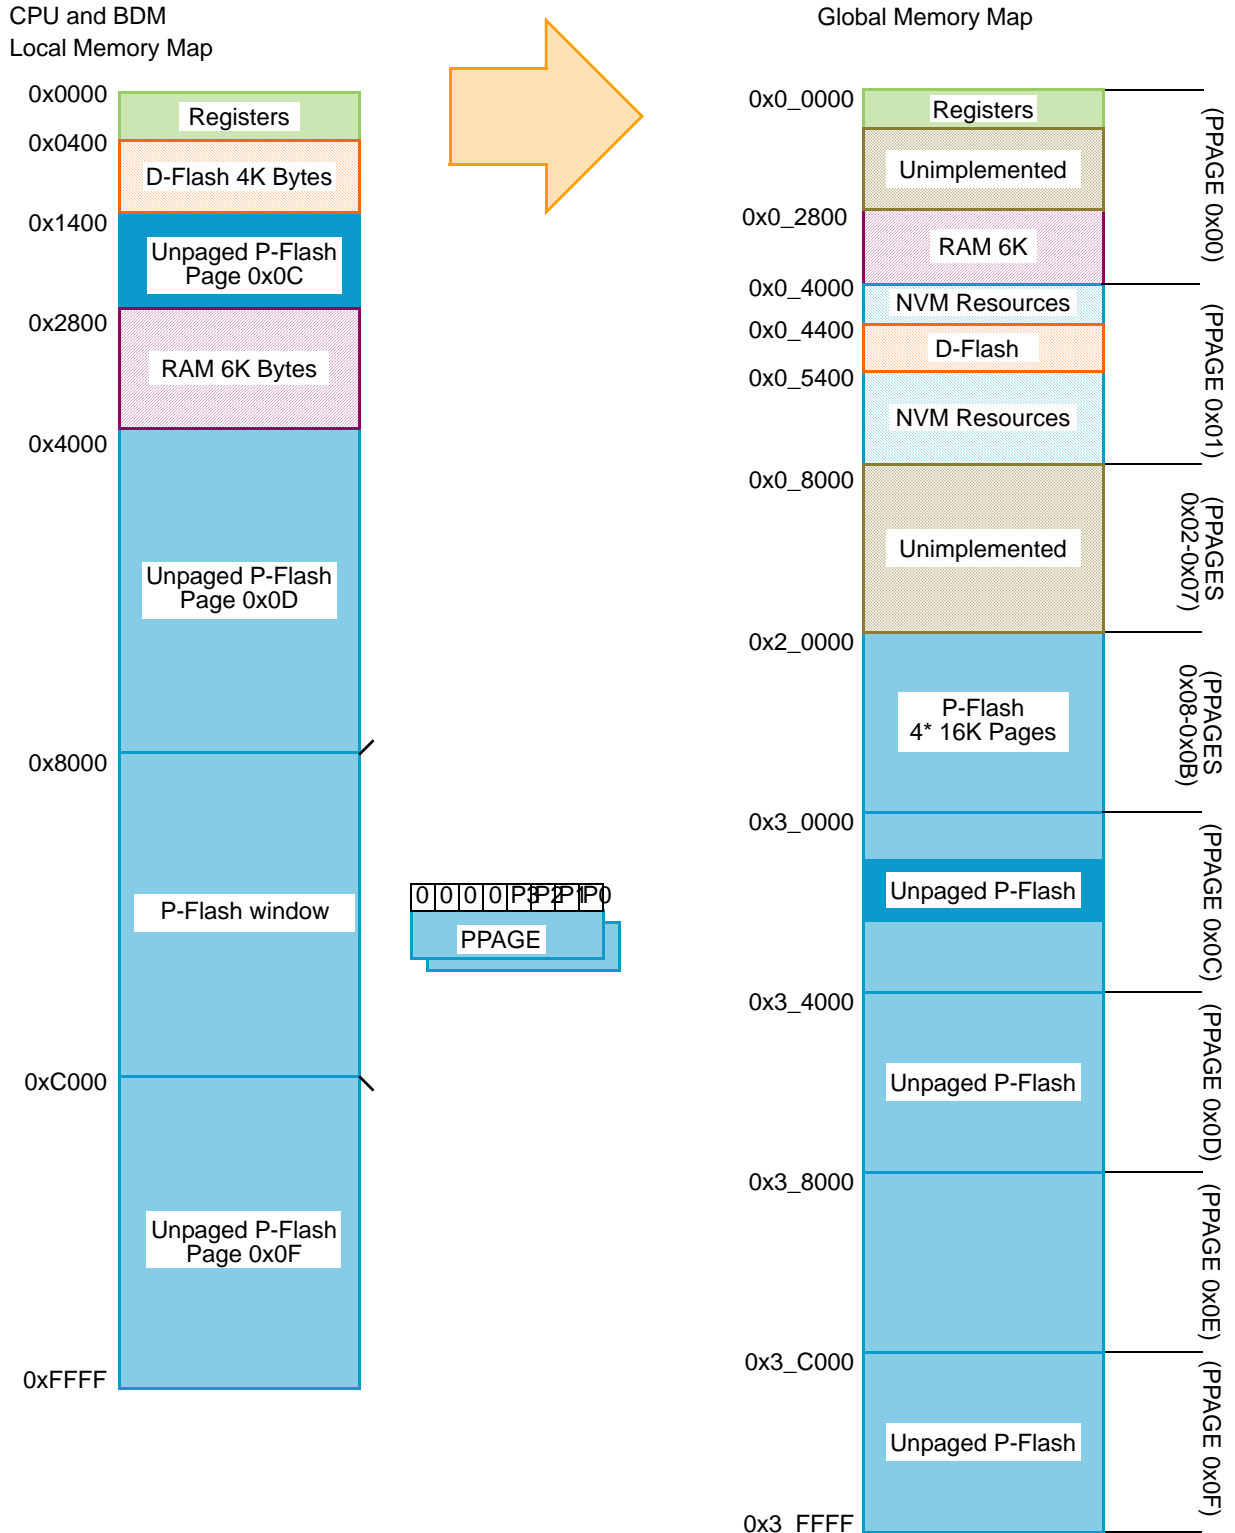 CPU and BDM
Local Memory Map
0x0000
Registers
0x0400
D-Flash 4K Bytes
0x1400
Unpaged P-Flash
Page 0x0C
0x2800
RAM 6K Bytes
0x4000
Unpaged P-Flash
Page 0x0D
0x8000
P-Flash window
0xC000
Unpaged P-Flash
Page 0x0F
0xFFFF
0 0 0 0 P3 P2 P1 P0
PPAGE
Global Memory Map
0x0_0000
Registers
Unimplemented
(PPAGE 0x00)
0x0_2800
RAM 6K
0x0_4000
NVM Resources
0x0_4400
D-Flash
(PPAGE 0x01)
0x0_5400
NVM Resources
0x0_8000
Unimplemented
(PPAGES
0x02-0x07)
0x2_0000
P-Flash
4* 16K Pages
(PPAGES
0x08-0x0B)
0x3_0000
Unpaged P-Flash
(PPAGE 0x0C)
0x3_4000
Unpaged P-Flash
(PPAGE 0x0D)
0x3_8000
(PPAGE 0x0E)
0x3_C000
Unpaged P-Flash
(PPAGE 0x0F)
0x3_FFFF